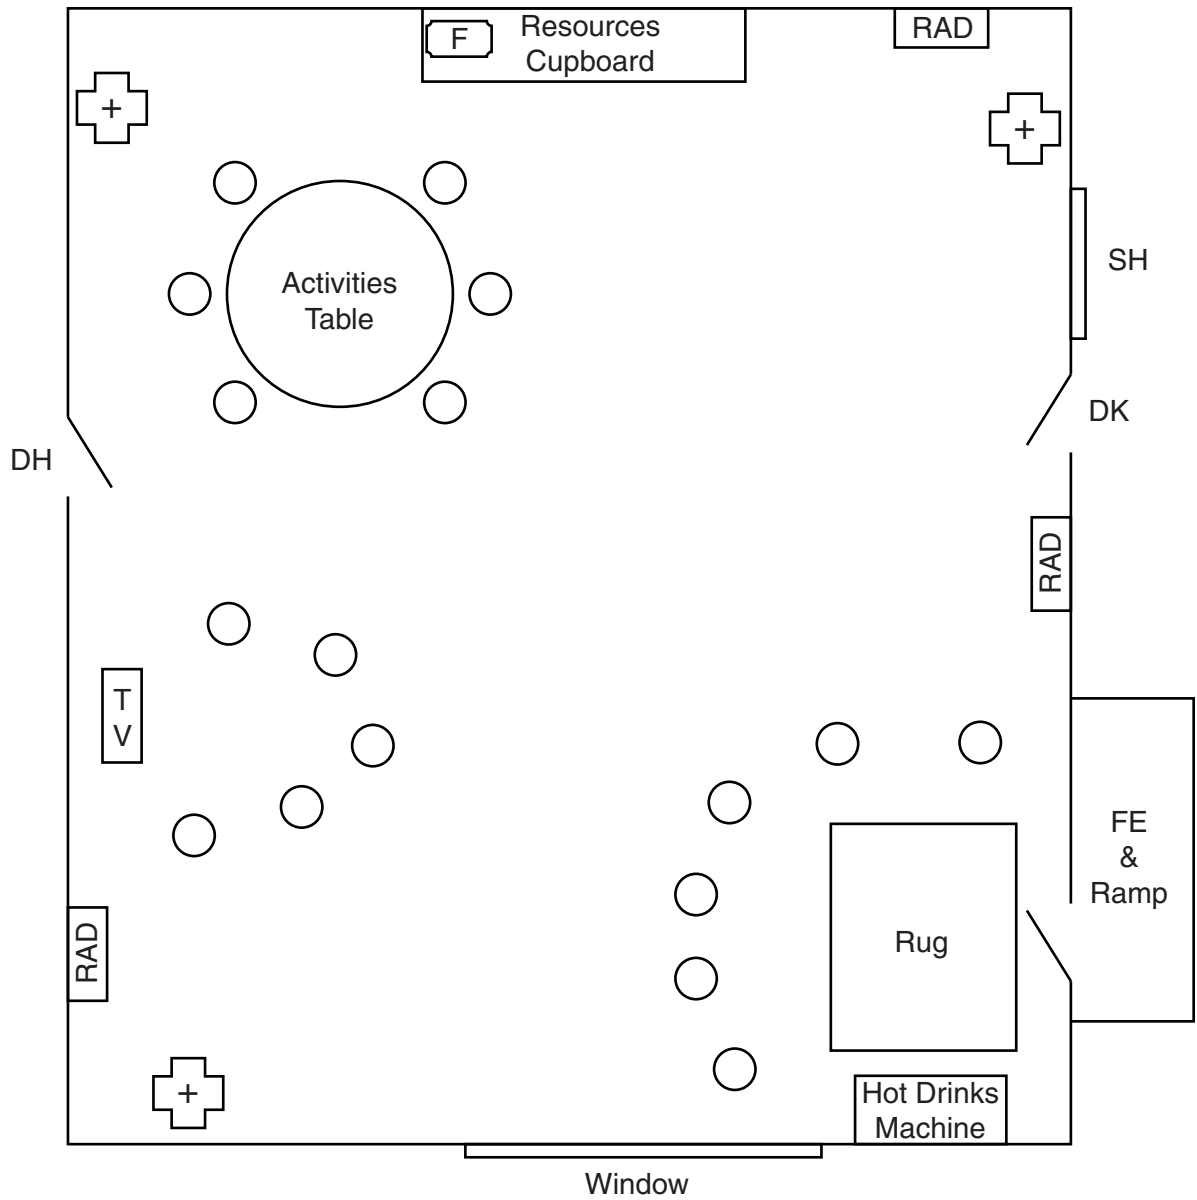 F
Resources
Cupboard
RAD
+
+
SH
Activities
Table
DK
DH
RAD
T
V
FE
&
Ramp
Rug
RAD
+
Hot Drinks
Machine
Window